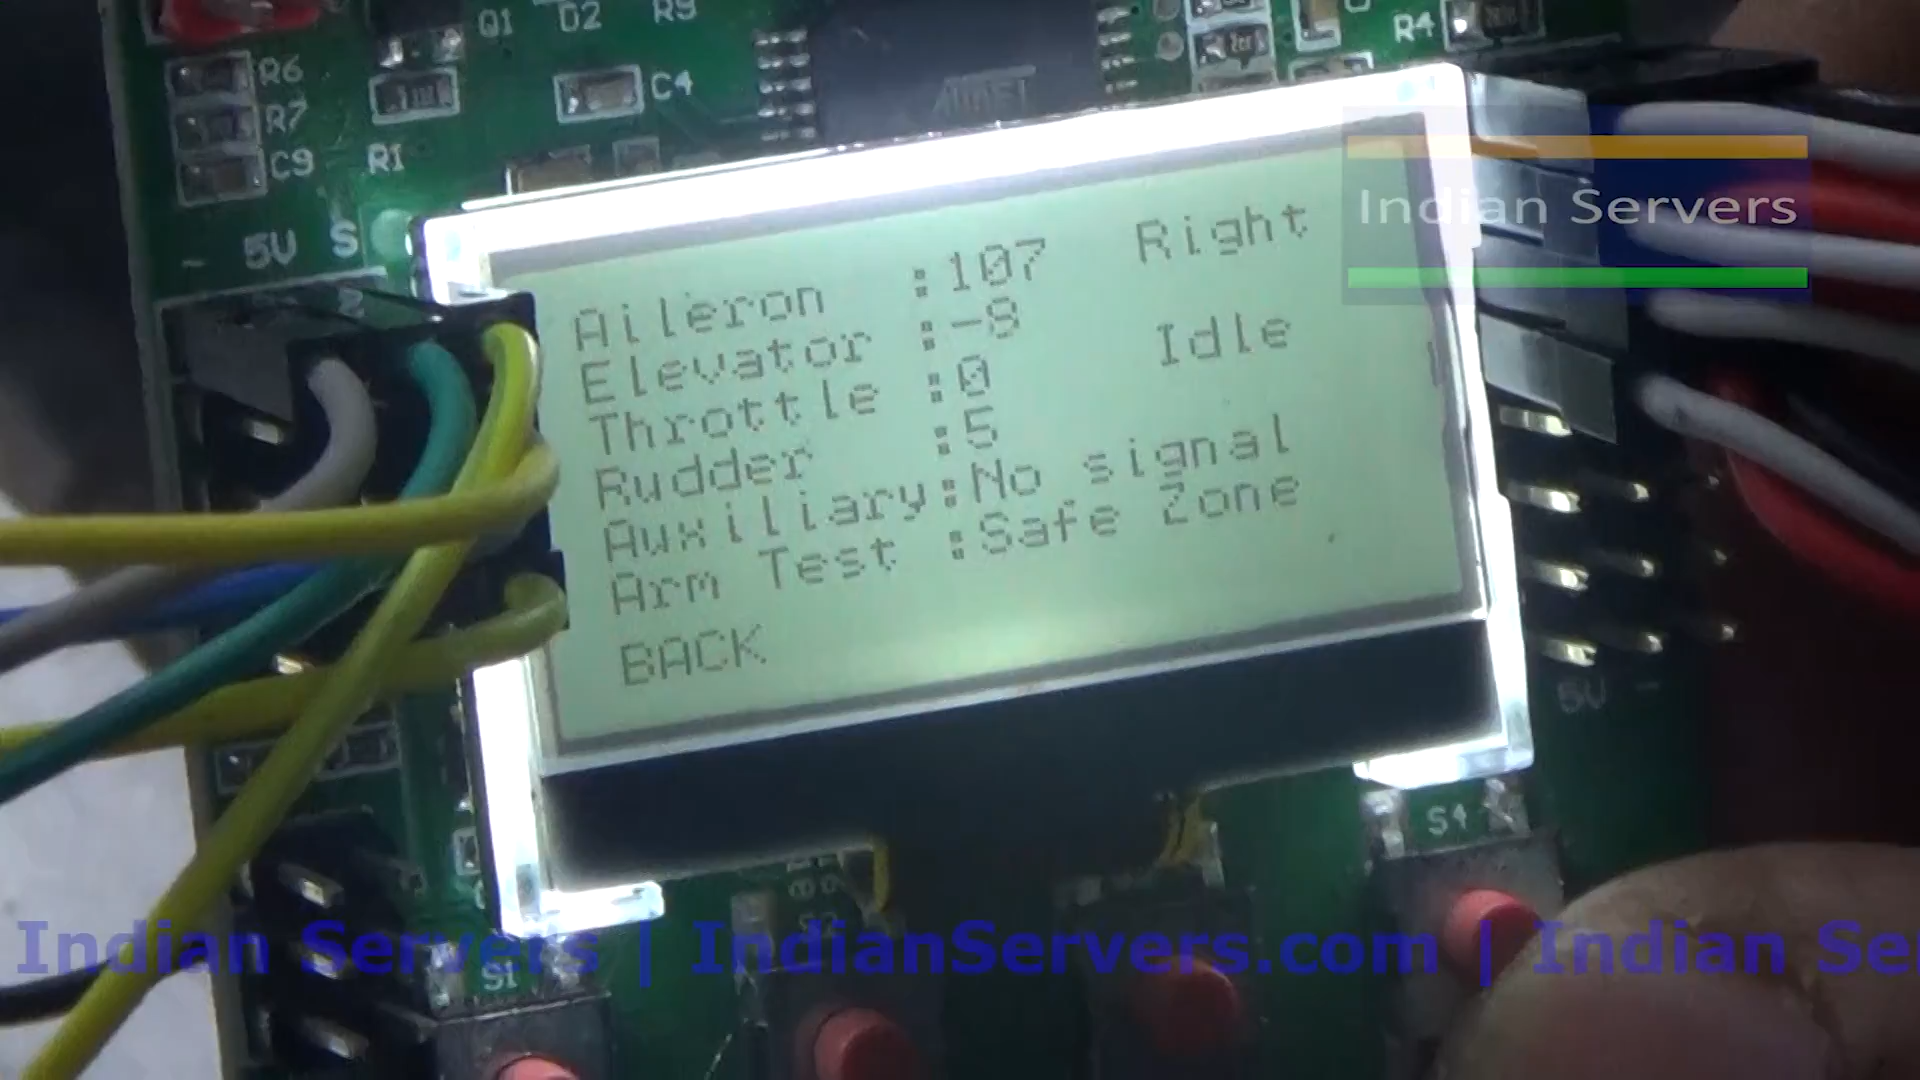 Q1 D2 R9
R6 C4 R4
R7
C9 R1
- 5V S
Indian Servers
Aileron :107 Right
Elevator :-8
Throttle :0 Idle
Rudder :5
Auxiliary:No signal
Arm Test :Safe Zone
BACK
5V -
S4
S1
Indian Servers | IndianServers.com | Indian Se